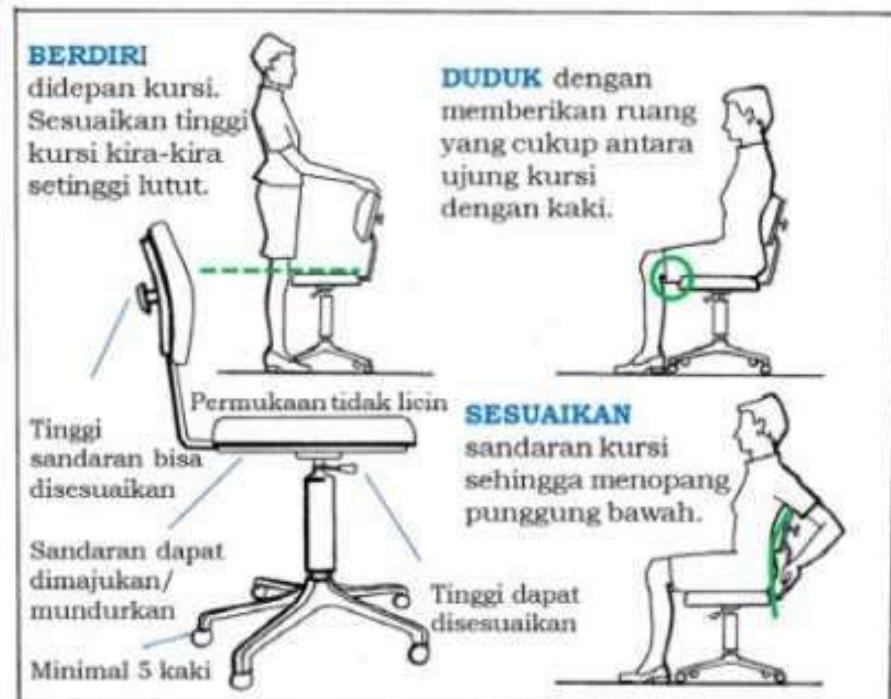 BERDIRI
didepan kursi.
Sesuaikan tinggi
kursi kira-kira
setinggi lutut.
DUDUK dengan
memberikan ruang
yang cukup antara
ujung kursi
dengan kaki.
Permukaan tidak licin
Tinggi
sandaran bisa
disesuaikan
Sandaran dapat
dimajukan/
mundurkan
Minimal 5 kaki
Tinggi dapat
disesuaikan
SESUAIKAN
sandaran kursi
sehingga menopang
punggung bawah.